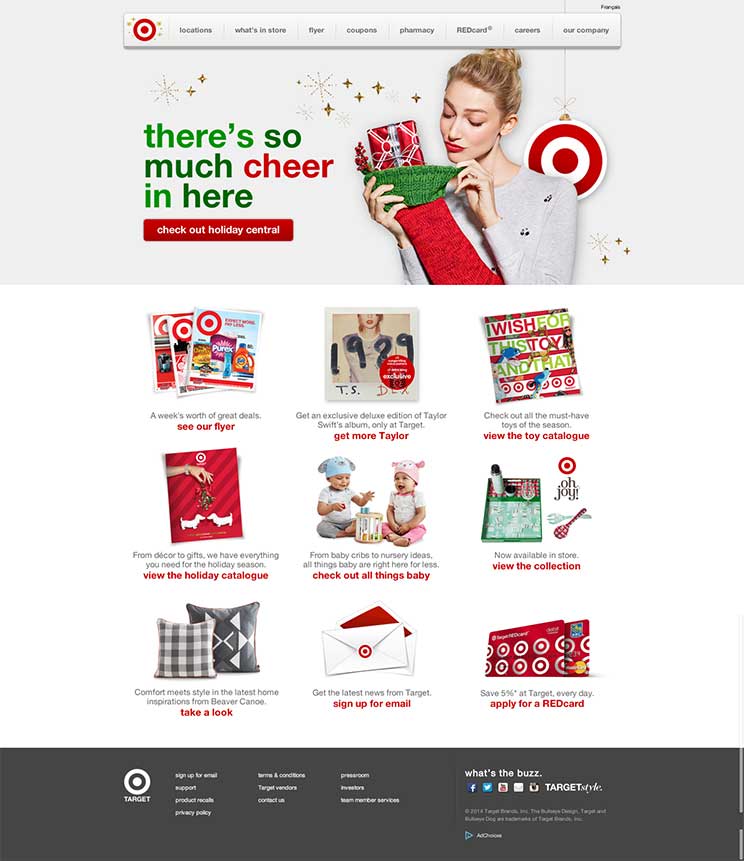 Français
locations
what's in store
flyer
coupons
pharmacy
REDcard®
careers
our company
there's so
much cheer
in here
check out holiday central
EXPECT MORE.
PAY LESS.
Purex
Tide
1989
exclusive
T.S.
I WISH FOR
THIS TOY
AND THAT
A week's worth of great deals.
see our flyer
Get an exclusive deluxe edition of Taylor
Swift's album, only at Target.
get more Taylor
Check out all the must-have
toys of the season.
view the toy catalogue
oh
joy!
From décor to gifts, we have everything
you need for the holiday season.
view the holiday catalogue
From baby cribs to nursery ideas,
all things baby are right here for less.
check out all things baby
Now available in store.
view the collection
Target REDcard
RBC
MasterCard
Comfort meets style in the latest home
inspirations from Beaver Canoe.
take a look
Get the latest news from Target.
sign up for email
Save 5%* at Target, every day.
apply for a REDcard
TARGET
sign up for email
support
product recalls
privacy policy
terms & conditions
Target vendors
contact us
pressroom
investors
team member services
what's the buzz.
TARGETstyle.
© 2014 Target Brands, Inc. The Bullseye Design, Target and
Bullseye Dog are trademarks of Target Brands, Inc.
AdChoices